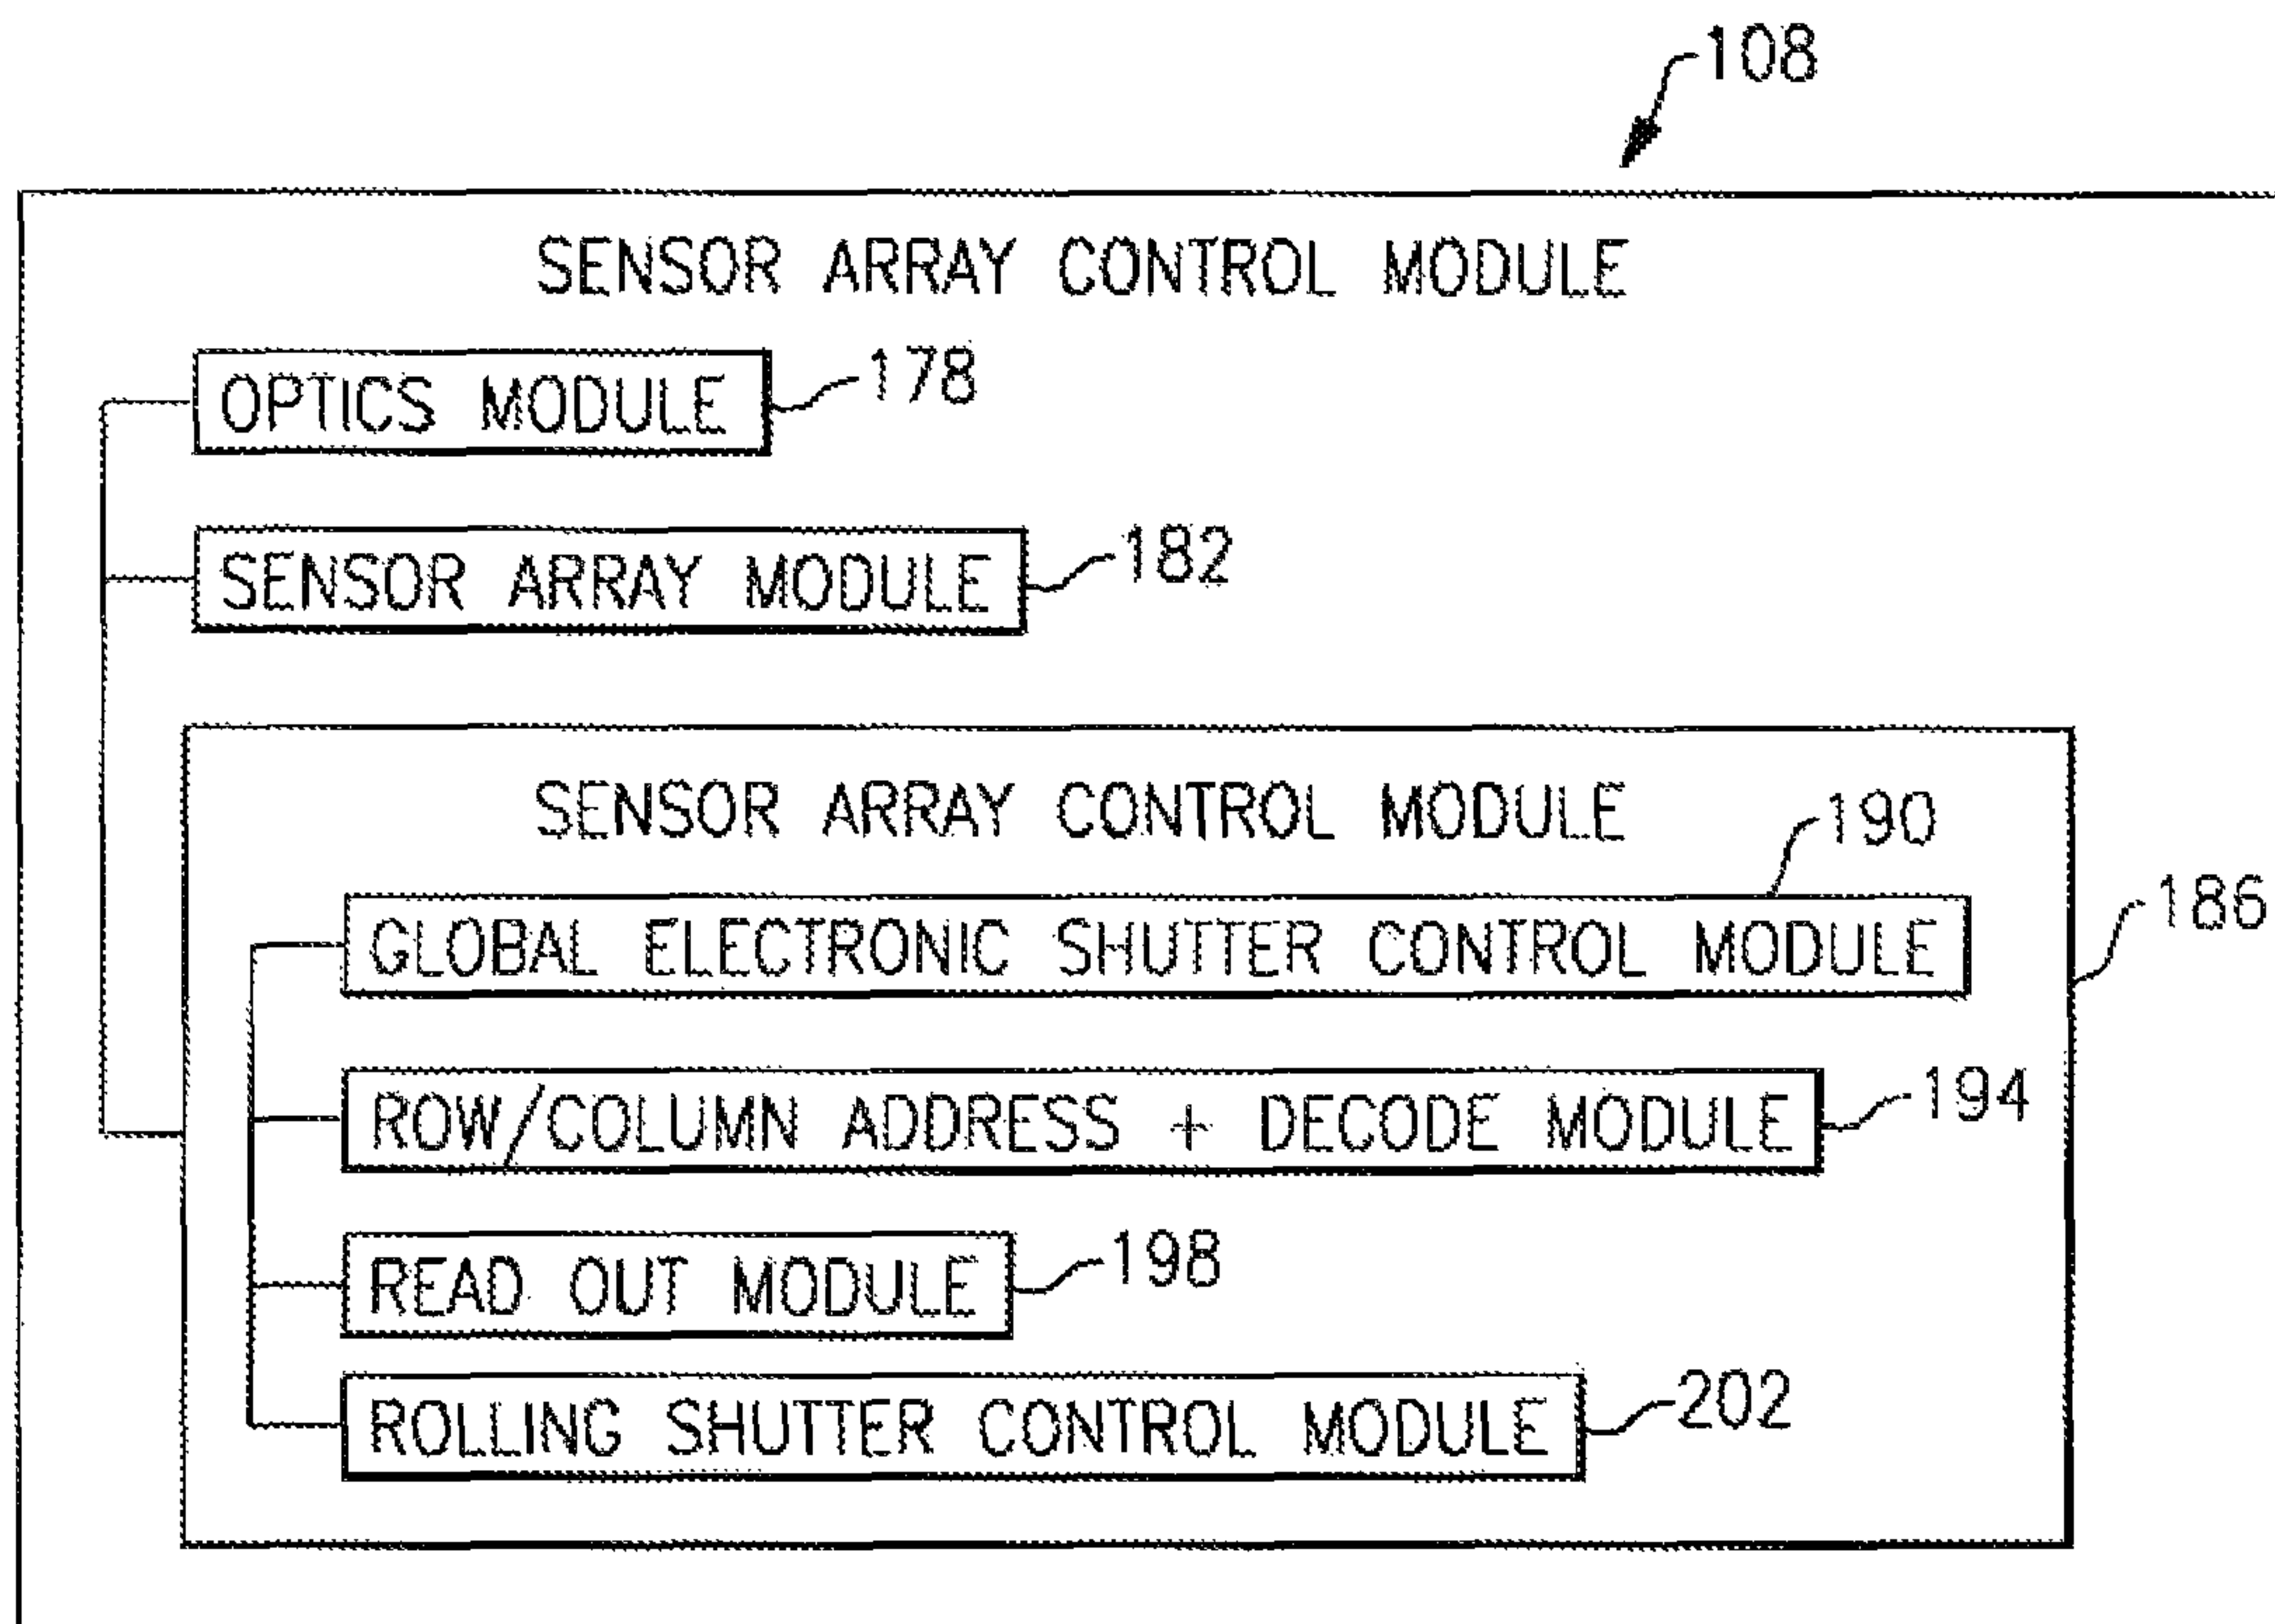 108
SENSOR ARRAY CONTROL MODULE
OPTICS MODULE
178
SENSOR ARRAY MODULE
182
SENSOR ARRAY CONTROL MODULE
190
186
GLOBAL ELECTRONIC SHUTTER CONTROL MODULE
ROW/COLUMN ADDRESS + DECODE MODULE
194
READ OUT MODULE
198
ROLLING SHUTTER CONTROL MODULE
202